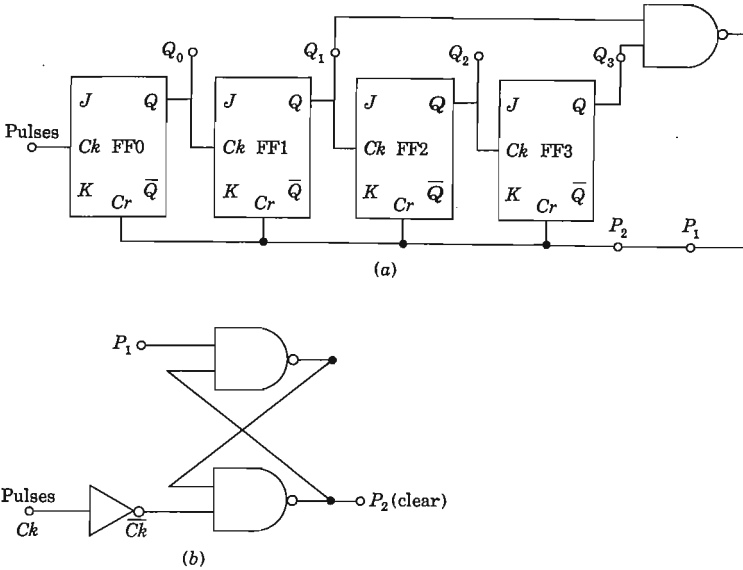 Q₀ Q₁ Q₂ Q₃
J Q J Q J Q J Q
Pulses
Ck FF0 Ck FF1 Ck FF2 Ck FF3
K Q̅ K Q̅ K Q̅ K Q̅
Cr Cr Cr Cr
P₂ P₁
(a)
P₁
Pulses
Ck
C̅k̅
P₂ (clear)
(b)